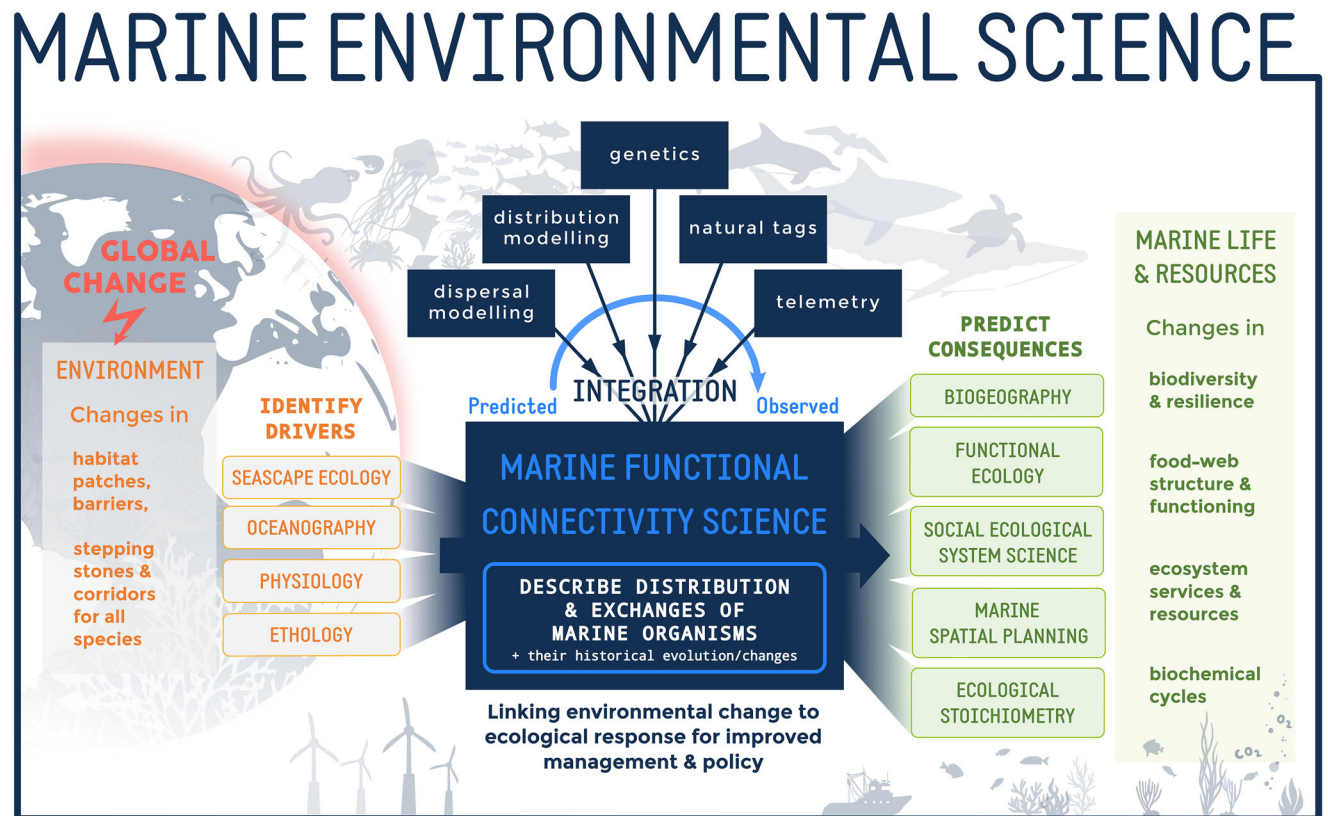 MARINE ENVIRONMENTAL SCIENCE
GLOBAL
CHANGE
ENVIRONMENT
Changes in
habitat
patches,
barriers,
stepping
stones &
corridors
for all
species
IDENTIFY
DRIVERS
SEASCAPE ECOLOGY
OCEANOGRAPHY
PHYSIOLOGY
ETHOLOGY
genetics
distribution
modelling
natural tags
dispersal
modelling
telemetry
INTEGRATION
Predicted
Observed
MARINE FUNCTIONAL
CONNECTIVITY SCIENCE
DESCRIBE DISTRIBUTION
& EXCHANGES OF
MARINE ORGANISMS
+ their historical evolution/changes
Linking environmental change to
ecological response for improved
management & policy
PREDICT
CONSEQUENCES
BIOGEOGRAPHY
FUNCTIONAL
ECOLOGY
SOCIAL ECOLOGICAL
SYSTEM SCIENCE
MARINE
SPATIAL PLANNING
ECOLOGICAL
STOICHIOMETRY
MARINE LIFE
& RESOURCES
Changes in
biodiversity
& resilience
food-web
structure &
functioning
ecosystem
services &
resources
biochemical
cycles
O2
CO2